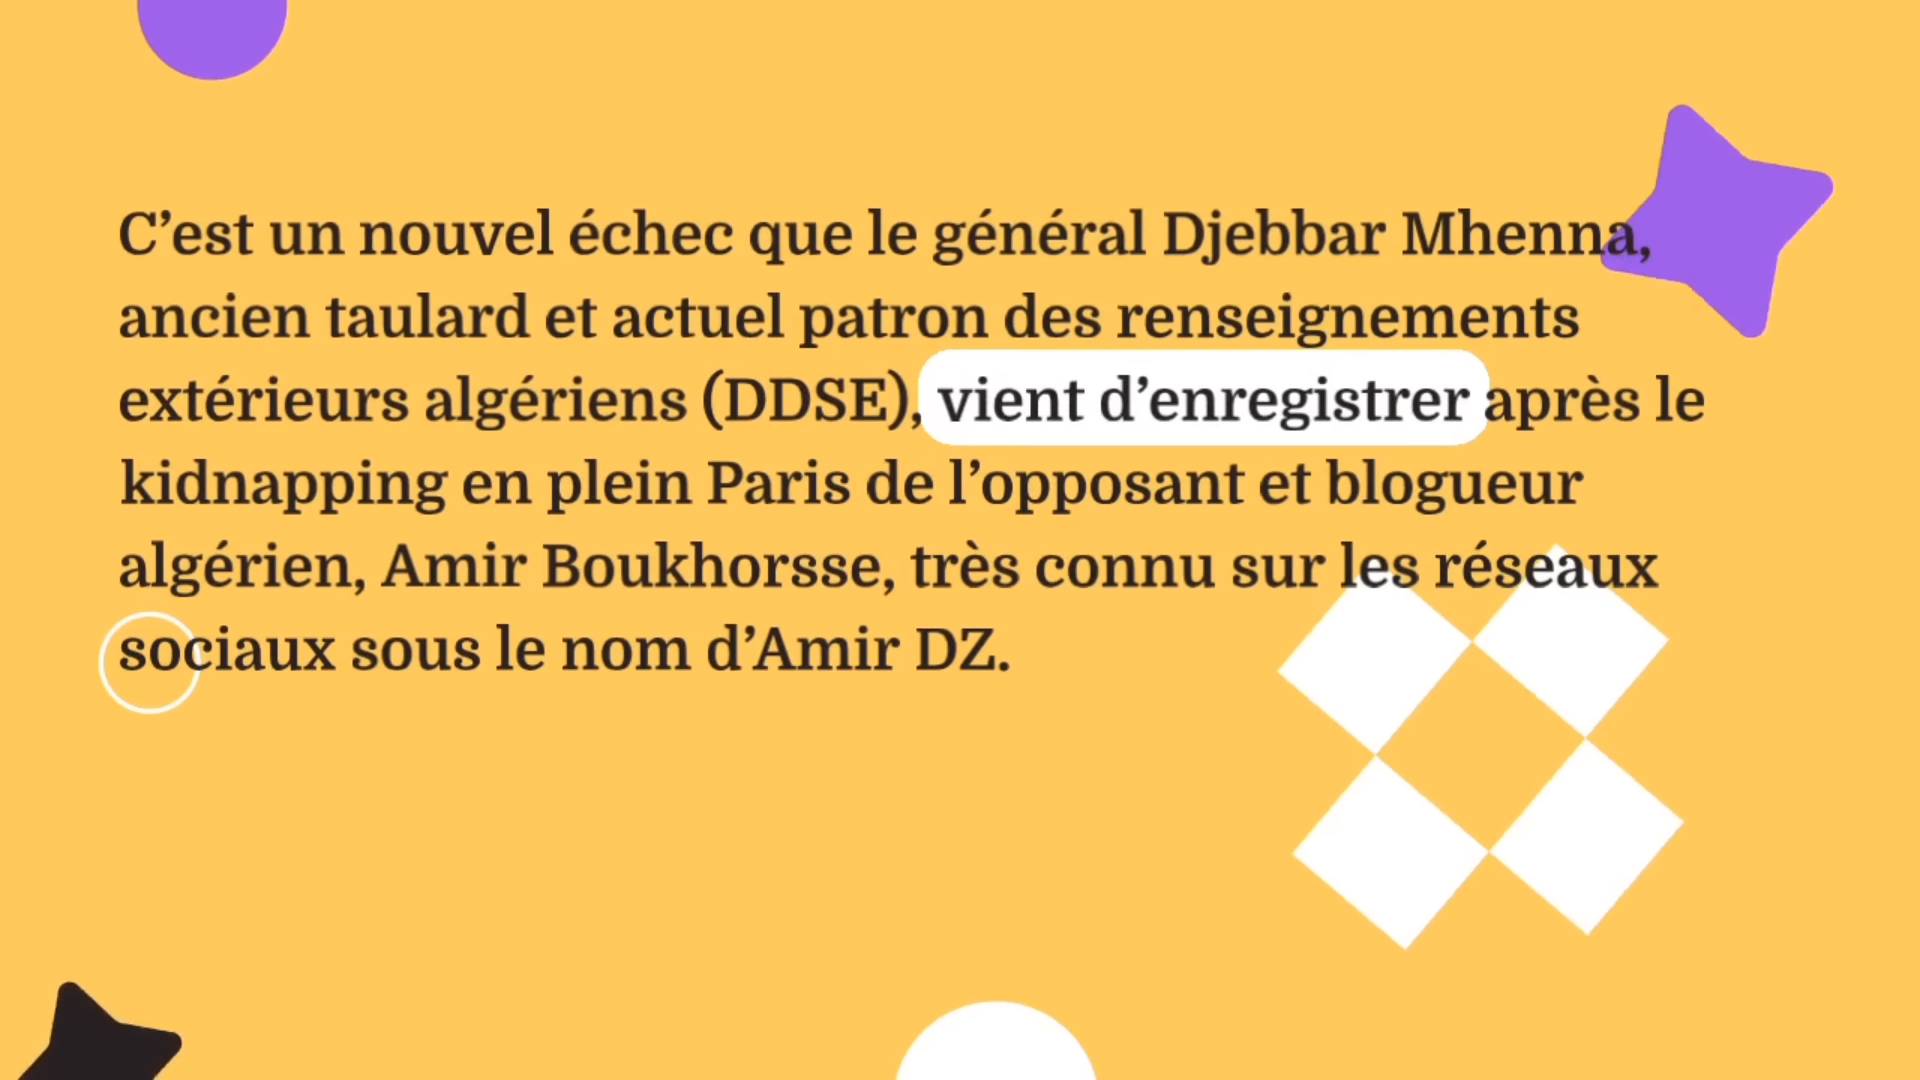 C’est un nouvel échec que le général Djebbar Mhenna,
ancien taulard et actuel patron des renseignements
extérieurs algériens (DDSE), vient d’enregistrer après le
kidnapping en plein Paris de l’opposant et blogueur
algérien, Amir Boukhorsse, très connu sur les réseaux
sociaux sous le nom d’Amir DZ.